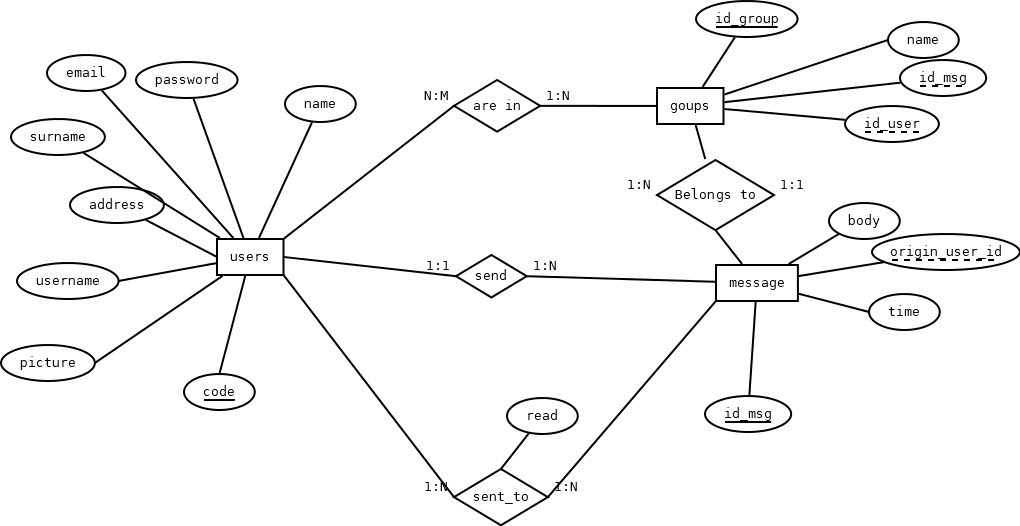 id_group
name
email
password
id_msg
name
N:M
are in
1:N
goups
id_user
surname
1:N
1:1
Belongs to
address
body
users
1:1
1:N
origin_user_id
username
send
message
time
picture
code
read
id_msg
1:N
1:N
sent_to